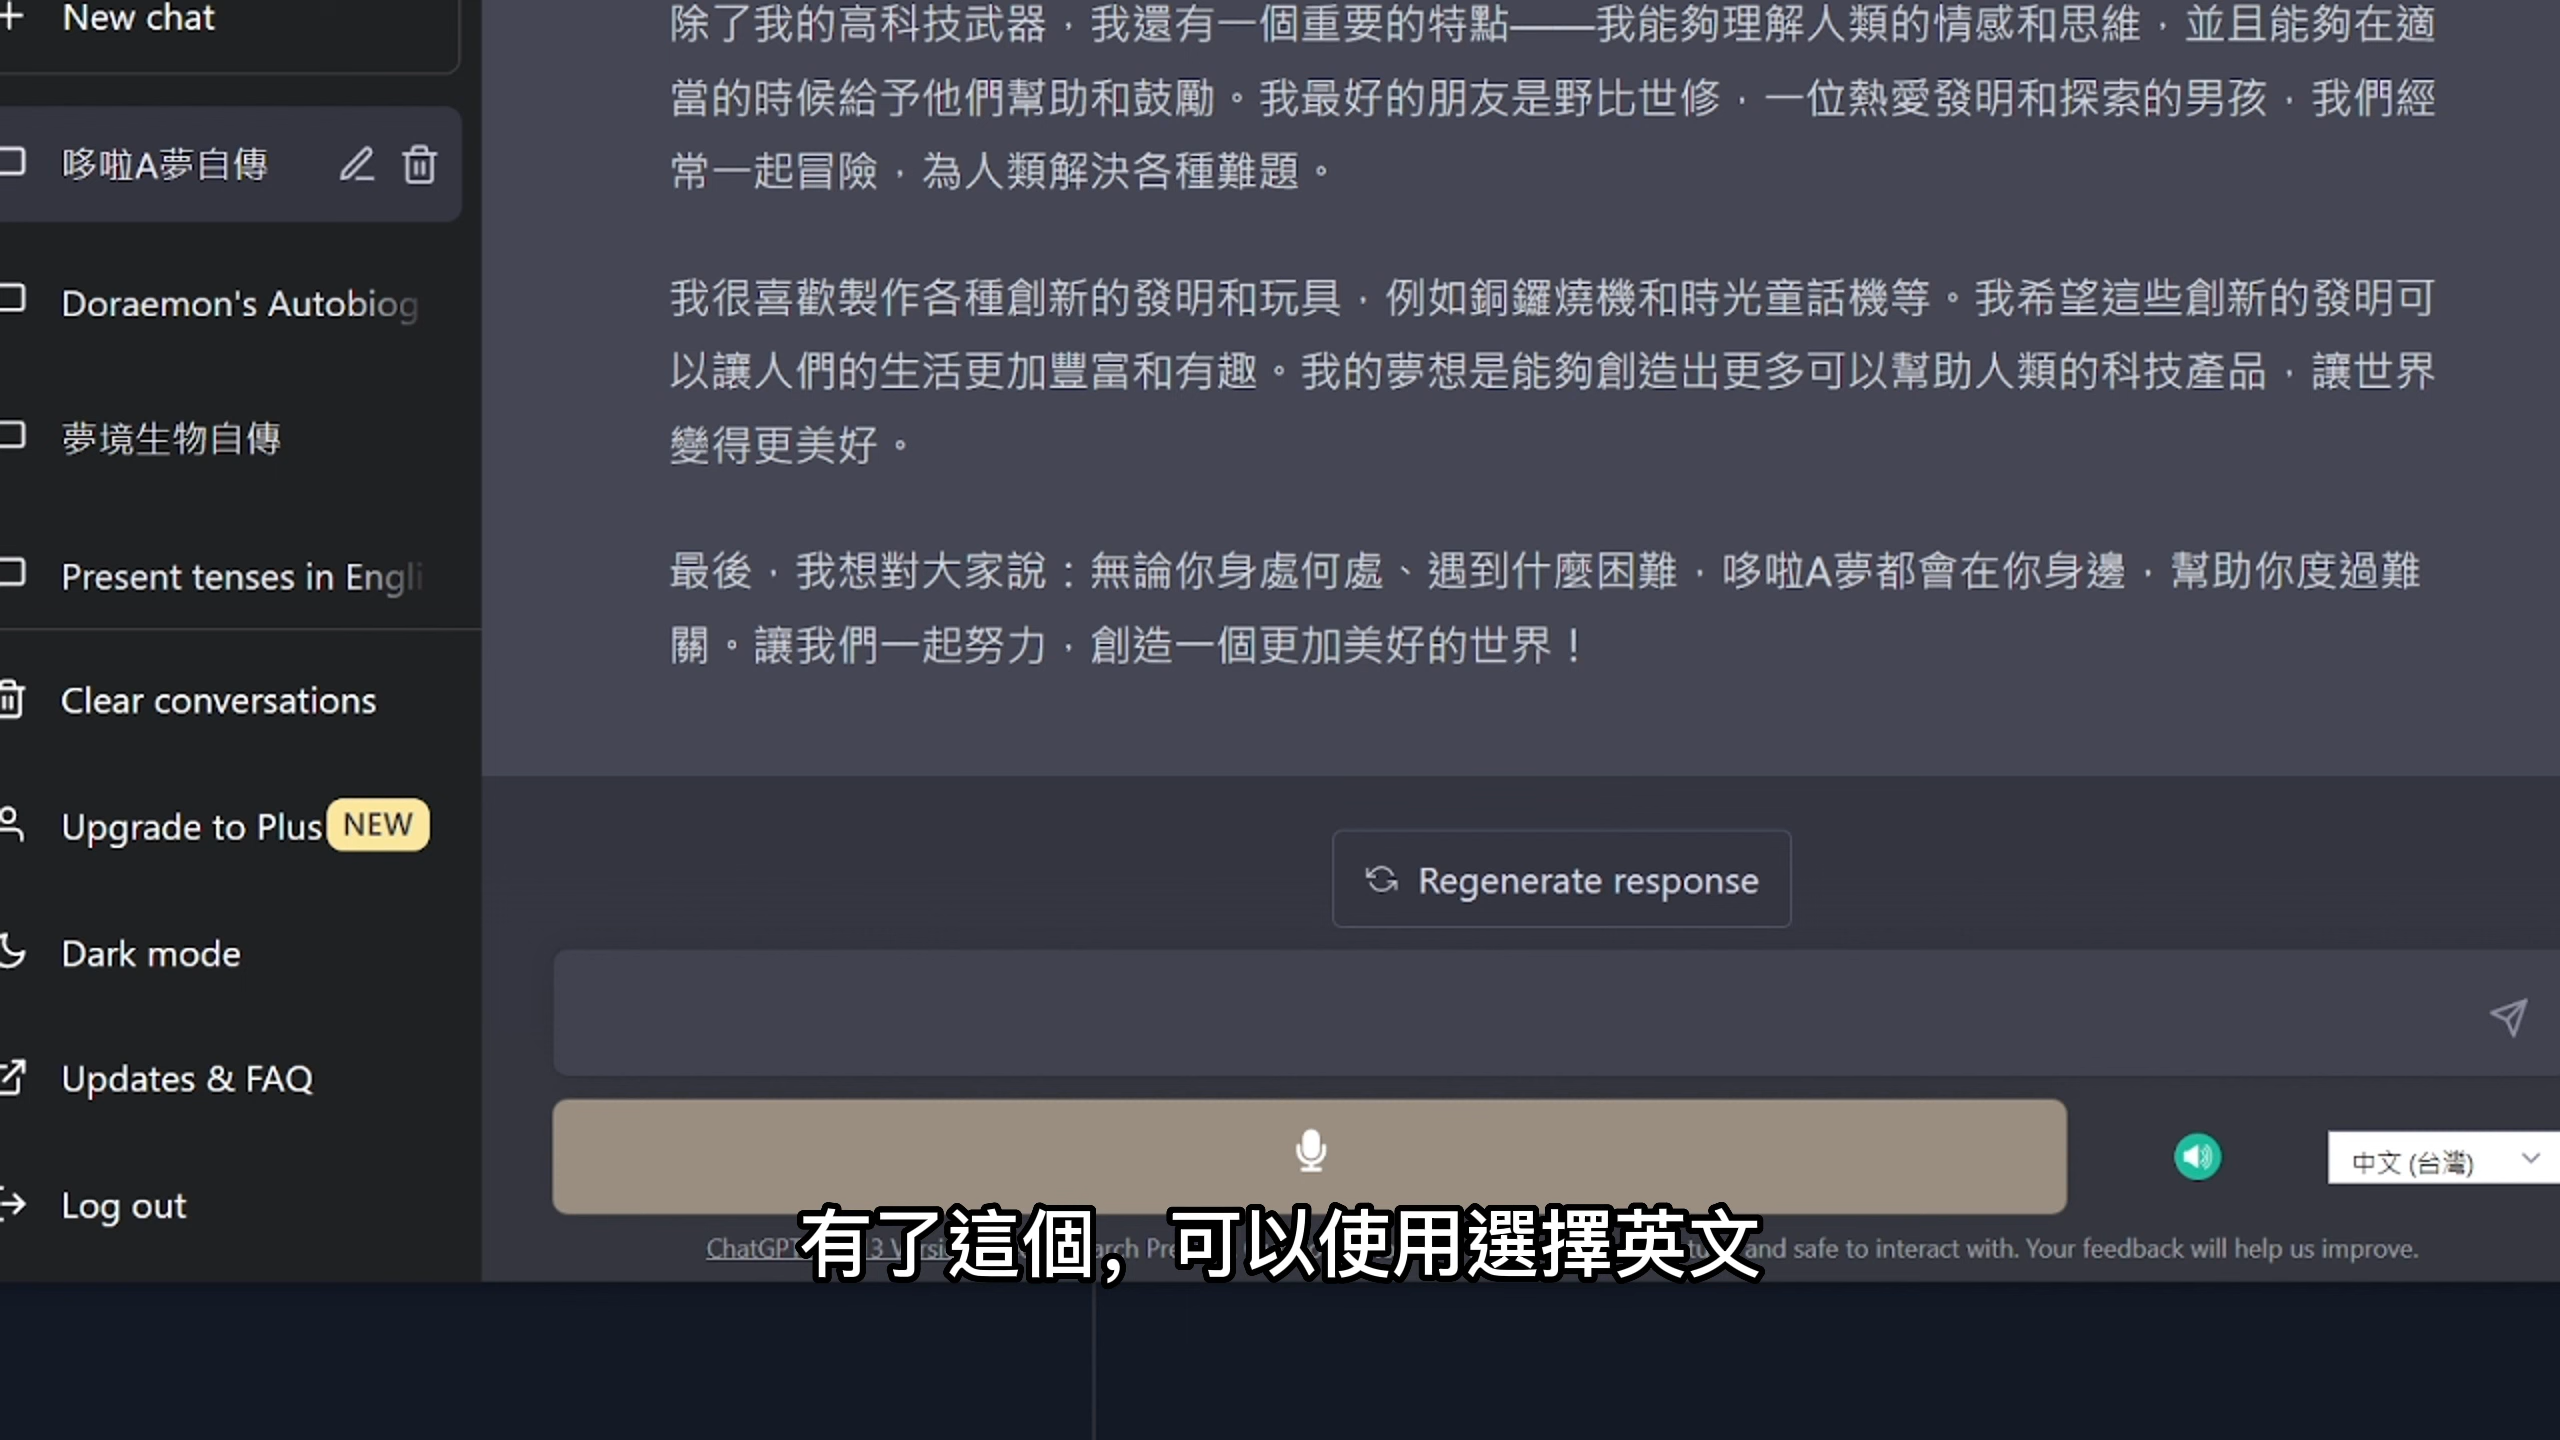 New chat
哆啦A夢自傳
Doraemon's Autobiog
夢境生物自傳
Present tenses in Engli
Clear conversations
Upgrade to Plus NEW
Dark mode
Updates & FAQ
Log out
除了我的高科技武器，我還有一個重要的特點——我能夠理解人類的情感和思維，並且能夠在適
當的時候給予他們幫助和鼓勵。我最好的朋友是野比世修，一位熱愛發明和探索的男孩，我們經
常一起冒險，為人類解決各種難題。
我很喜歡製作各種創新的發明和玩具，例如銅鑼燒機和時光童話機等。我希望這些創新的發明可
以讓人們的生活更加豐富和有趣。我的夢想是能夠創造出更多可以幫助人類的科技產品，讓世界
變得更美好。
最後，我想對大家說：無論你身處何處、遇到什麼困難，哆啦A夢都會在你身邊，幫助你度過難
關。讓我們一起努力，創造一個更加美好的世界！
Regenerate response
中文 (台灣)
ChatGPT and safe to interact with. Your feedback will help us improve.
有了這個，可以使用選擇英文